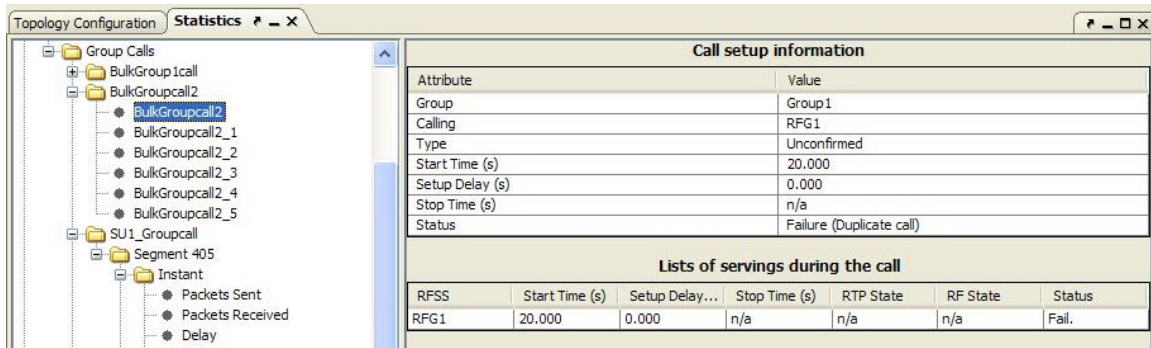 Topology Configuration Statistics
Group Calls
BulkGroup1call
BulkGroupcall2
BulkGroupcall2
BulkGroupcall2_1
BulkGroupcall2_2
BulkGroupcall2_3
BulkGroupcall2_4
BulkGroupcall2_5
SU1_Groupcall
Segment 405
Instant
Packets Sent
Packets Received
Delay
Call setup information
Attribute Value
Group Group1
Calling RFG1
Type Unconfirmed
Start Time (s) 20.000
Setup Delay (s) 0.000
Stop Time (s) n/a
Status Failure (Duplicate call)
Lists of servings during the call
RFSS Start Time (s) Setup Delay... Stop Time (s) RTP State RF State Status
RFG1 20.000 0.000 n/a n/a n/a Fail.